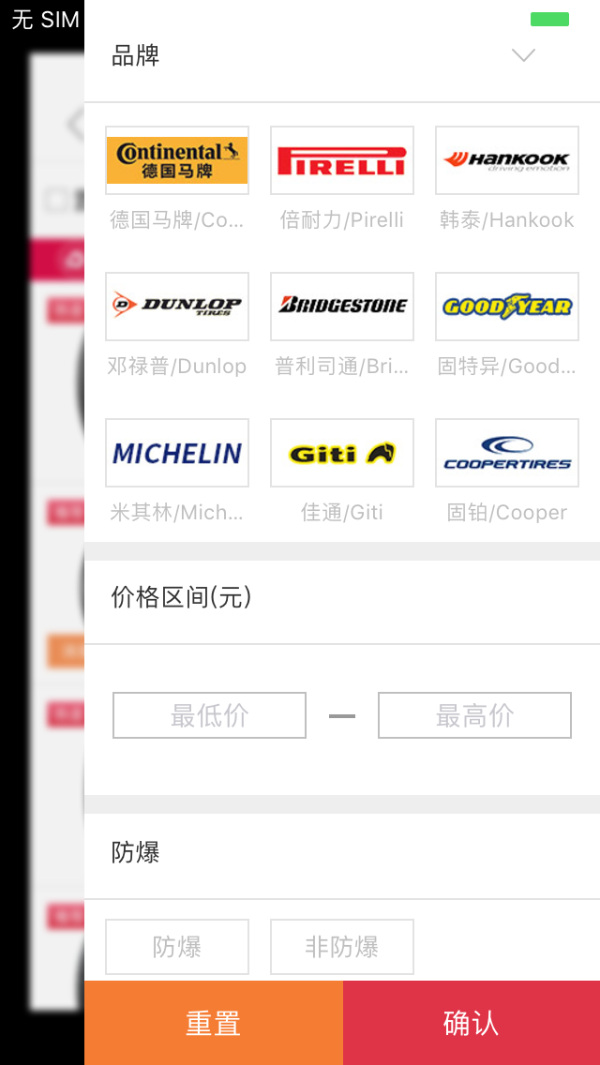 无 SIM
品牌
Continental
德国马牌
PIRELLI
HANKOOK
driving emotion
德国马牌/Co...
倍耐力/Pirelli
韩泰/Hankook
DUNLOP
TIRES
BRIDGESTONE
GOODYEAR
邓禄普/Dunlop
普利司通/Bri...
固特异/Good...
MICHELIN
Giti
COOPERTIRES
米其林/Mich...
佳通/Giti
固铂/Cooper
价格区间(元)
最低价
最高价
防爆
防爆
非防爆
重置
确认